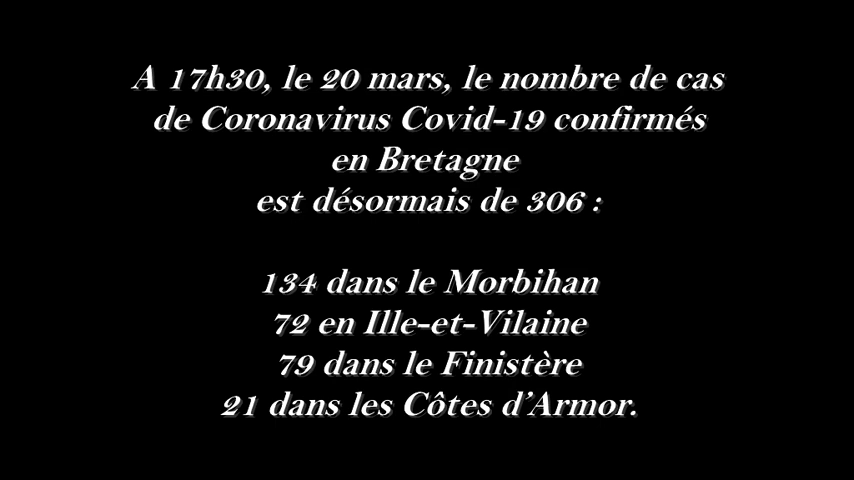 A 17h30, le 20 mars, le nombre de cas
de Coronavirus Covid-19 confirmés
en Bretagne
est désormais de 306 :
134 dans le Morbihan
72 en Ille-et-Vilaine
79 dans le Finistère
21 dans les Côtes d’Armor.